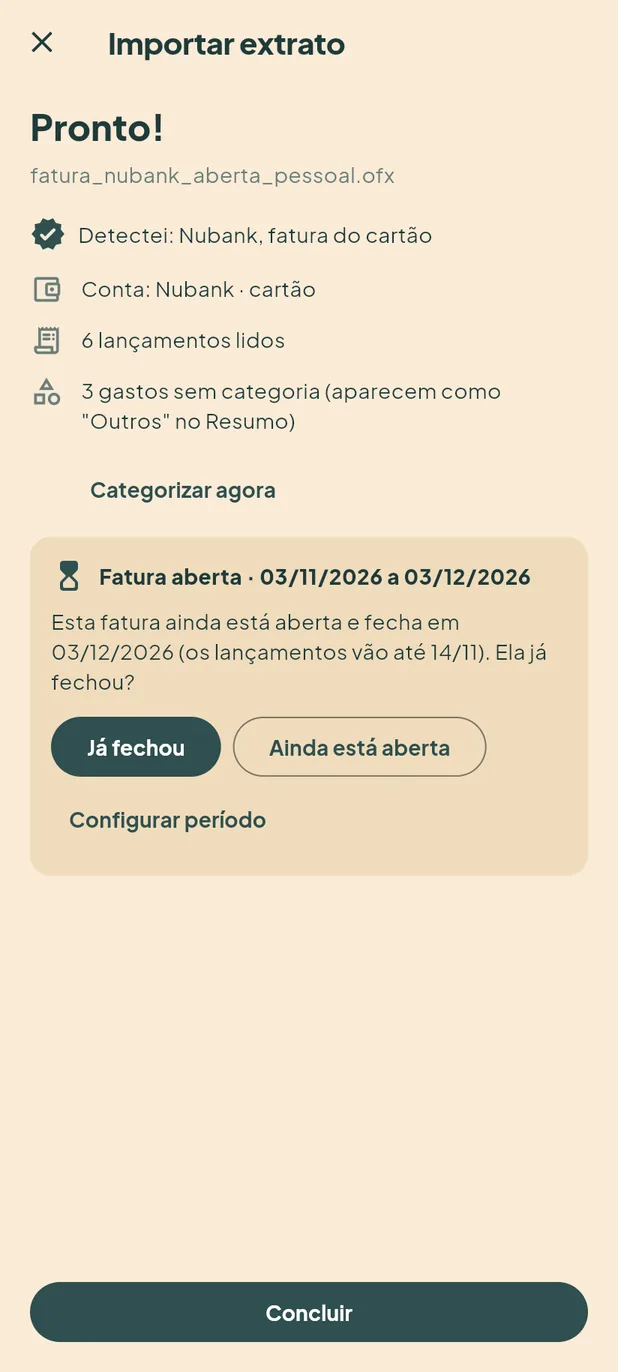 Importar extrato
Pronto!
fatura_nubank_aberta_pessoal.ofx
Detectei: Nubank, fatura do cartão
Conta: Nubank · cartão
6 lançamentos lidos
3 gastos sem categoria (aparecem como
"Outros" no Resumo)
Categorizar agora
Fatura aberta · 03/11/2026 a 03/12/2026
Esta fatura ainda está aberta e fecha em
03/12/2026 (os lançamentos vão até 14/11). Ela já
fechou?
Já fechou
Ainda está aberta
Configurar período
Concluir